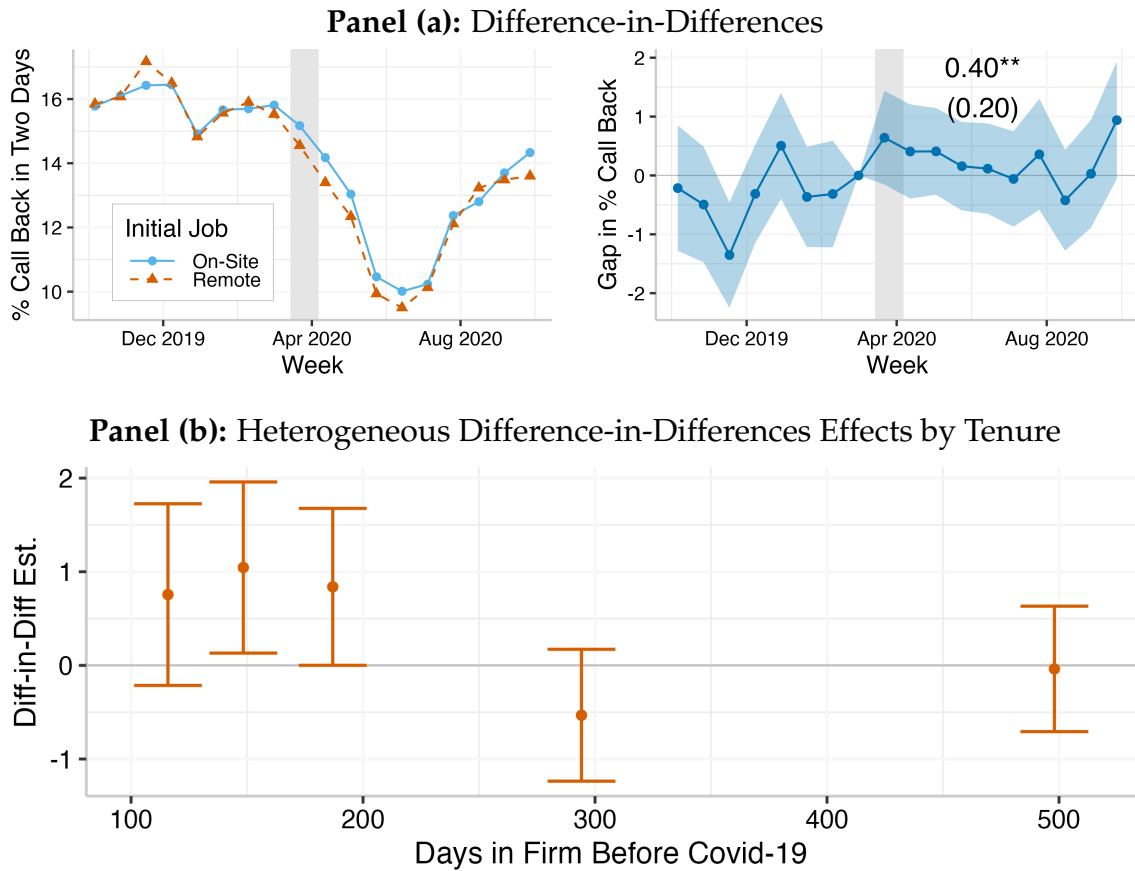 Panel (a): Difference-in-Differences
% Call Back in Two Days
16
14
12
10
Initial Job
On-Site
Remote
Dec 2019
Apr 2020
Aug 2020
Week
Gap in % Call Back
2
1
0
-1
-2
0.40**
(0.20)
Dec 2019
Apr 2020
Aug 2020
Week
Panel (b): Heterogeneous Difference-in-Differences Effects by Tenure
Diff-in-Diff Est.
2
1
0
-1
100
200
300
400
500
Days in Firm Before Covid-19